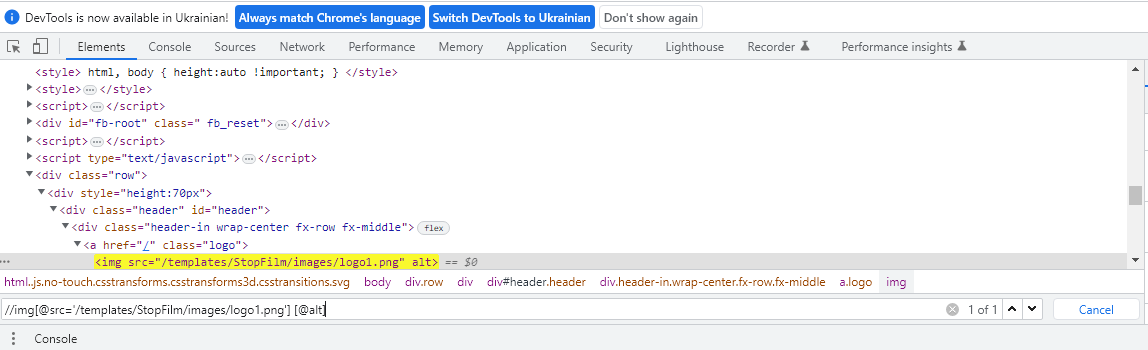 DevTools is now available in Ukrainian! Always match Chrome's language Switch DevTools to Ukrainian Don't show again
Elements Console Sources Network Performance Memory Application Security Lighthouse Recorder Performance insights
<style> html, body { height:auto !important; } </style>
<style>…</style>
<script>…</script>
<div id="fb-root" class=" fb_reset">…</div>
<script>…</script>
<script type="text/javascript">…</script>
<div class="row">
<div style="height:70px">
<div class="header" id="header">
<div class="header-in wrap-center fx-row fx-middle"> flex
<a href="/" class="logo">
… <img src="/templates/StopFilm/images/logo1.png" alt> == $0
html..js.no-touch.csstransforms.csstransforms3d.csstransitions.svg body div.row div div#header.header div.header-in.wrap-center.fx-row.fx-middle a.logo img
//img[@src='/templates/StopFilm/images/logo1.png'] [@alt] 1 of 1 Cancel
Console